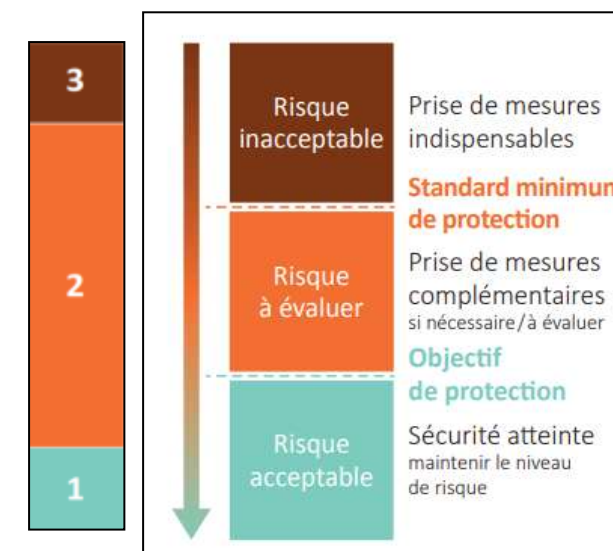 3
2
1
Risque
inacceptable
Prise de mesures
indispensables
Standard minimum
de protection
Risque
à évaluer
Prise de mesures
complémentaires
si nécessaire/à évaluer
Objectif
de protection
Risque
acceptable
Sécurité atteinte
maintenir le niveau
de risque